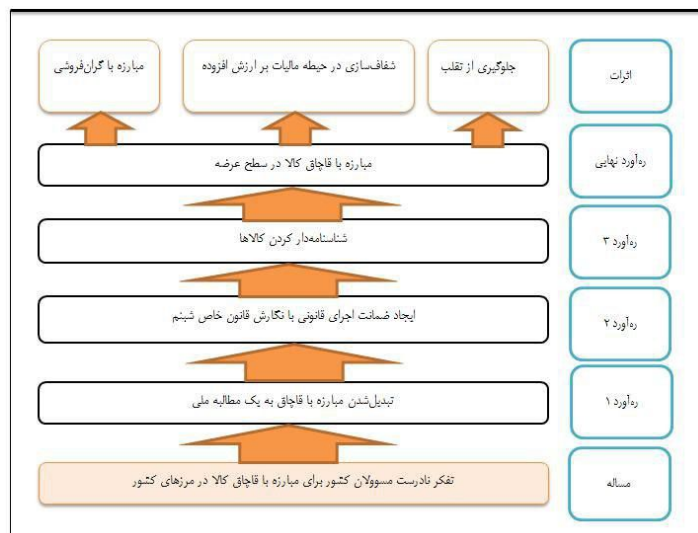 اثرات
جلوگیری از تقلب
شفاف‌سازی در حیطه مالیات بر ارزش افزوده
مبارزه با گران‌فروشی
ره‌آورد نهایی
مبارزه با قاچاق کالا در سطح عرضه
ره‌آورد ۳
شناسنامه‌دار کردن کالاها
ره‌آورد ۲
ایجاد ضمانت اجرای قانونی با نگارش قانون خاص شبنم
ره‌آورد ۱
تبدیل‌شدن مبارزه با قاچاق به یک مطالبه ملی
مساله
تفکر نادرست مسوولان کشور برای مبارزه با قاچاق کالا در مرزهای کشور